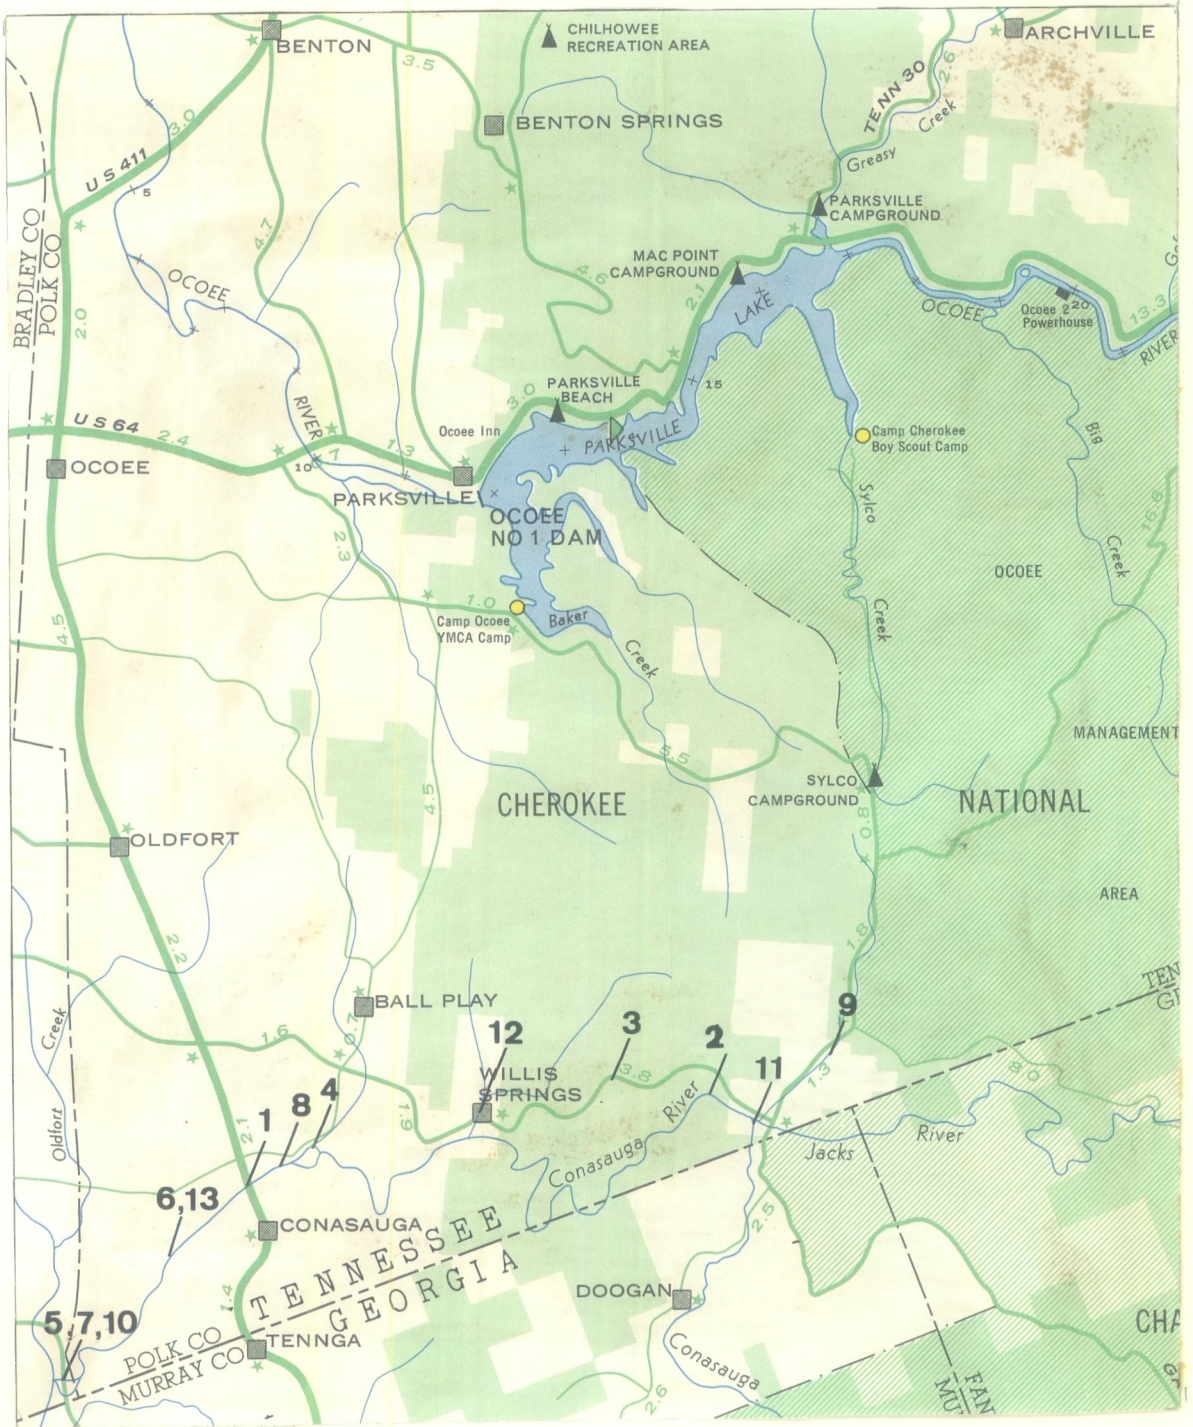 CHILHOWEE
RECREATION AREA
ARCHVILLE
BENTON
3.5
TENN 30
2.6
Creek
Greasy
BENTON SPRINGS
3.0
US 411
5
PARKSVILLE
CAMPGROUND
BRADLEY CO
POLK CO
4.7
OCOEE
MAC POINT
CAMPGROUND
4.6
2.1
LAKE
OCOEE
Ocoee 2
Powerhouse
20
13.3
RIVER
2.0
PARKSVILLE
BEACH
15
3.0
US 64
2.4
RIVER
10
1.3
Ocoee Inn
PARKSVILLE
Camp Cherokee
Boy Scout Camp
Big
Creek
OCOEE
PARKSVILLE
OCOEE
NO 1 DAM
Sylco
Creek
16.5
OCOEE
2.3
1.0
Camp Ocoee
YMCA Camp
Baker
Creek
4.5
MANAGEMENT
5.5
SYLCO
CAMPGROUND
CHEROKEE
NATIONAL
4.5
0.8
OLDFORT
AREA
2.2
1.8
TEN
Creek
BALL PLAY
0.7
1.6
12
3
2
9
11
WILLIS
SPRINGS
3.8
1.3
8.0
Oldfort
2.1
1
8
4
1.9
Conasauga River
Jacks River
6,13
CONASAUGA
2.5
TENNESSEE
GEORGIA
DOOGAN
1.4
5,7,10
POLK CO
MURRAY CO
TENNGA
Conasauga
2.6
CHA
GA
FAN
MU